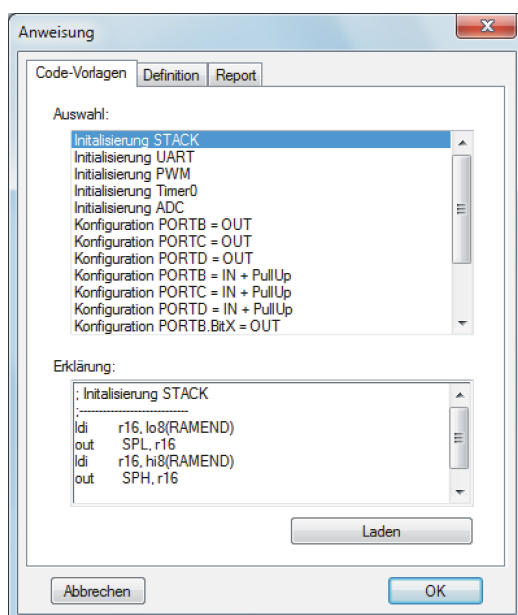 Anweisung
Code-Vorlagen Definition Report
Auswahl:
Initalisierung STACK
Initialisierung UART
Initialisierung PWM
Initialisierung Timer0
Initialisierung ADC
Konfiguration PORTB = OUT
Konfiguration PORTC = OUT
Konfiguration PORTD = OUT
Konfiguration PORTB = IN + PullUp
Konfiguration PORTC = IN + PullUp
Konfiguration PORTD = IN + PullUp
Konfiguration PORTB.BitX = OUT
Erklärung:
; Initalisierung STACK
;---------------------------
ldi r16, lo8(RAMEND)
out SPL, r16
ldi r16, hi8(RAMEND)
out SPH, r16
Laden
Abbrechen OK